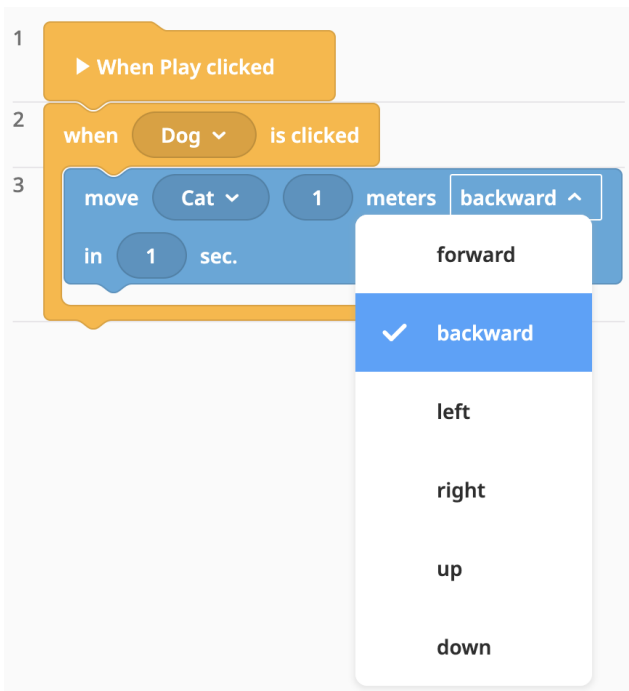 1
When Play clicked
2
when Dog is clicked
3
move Cat 1 meters backward
in 1 sec.
forward
backward
left
right
up
down